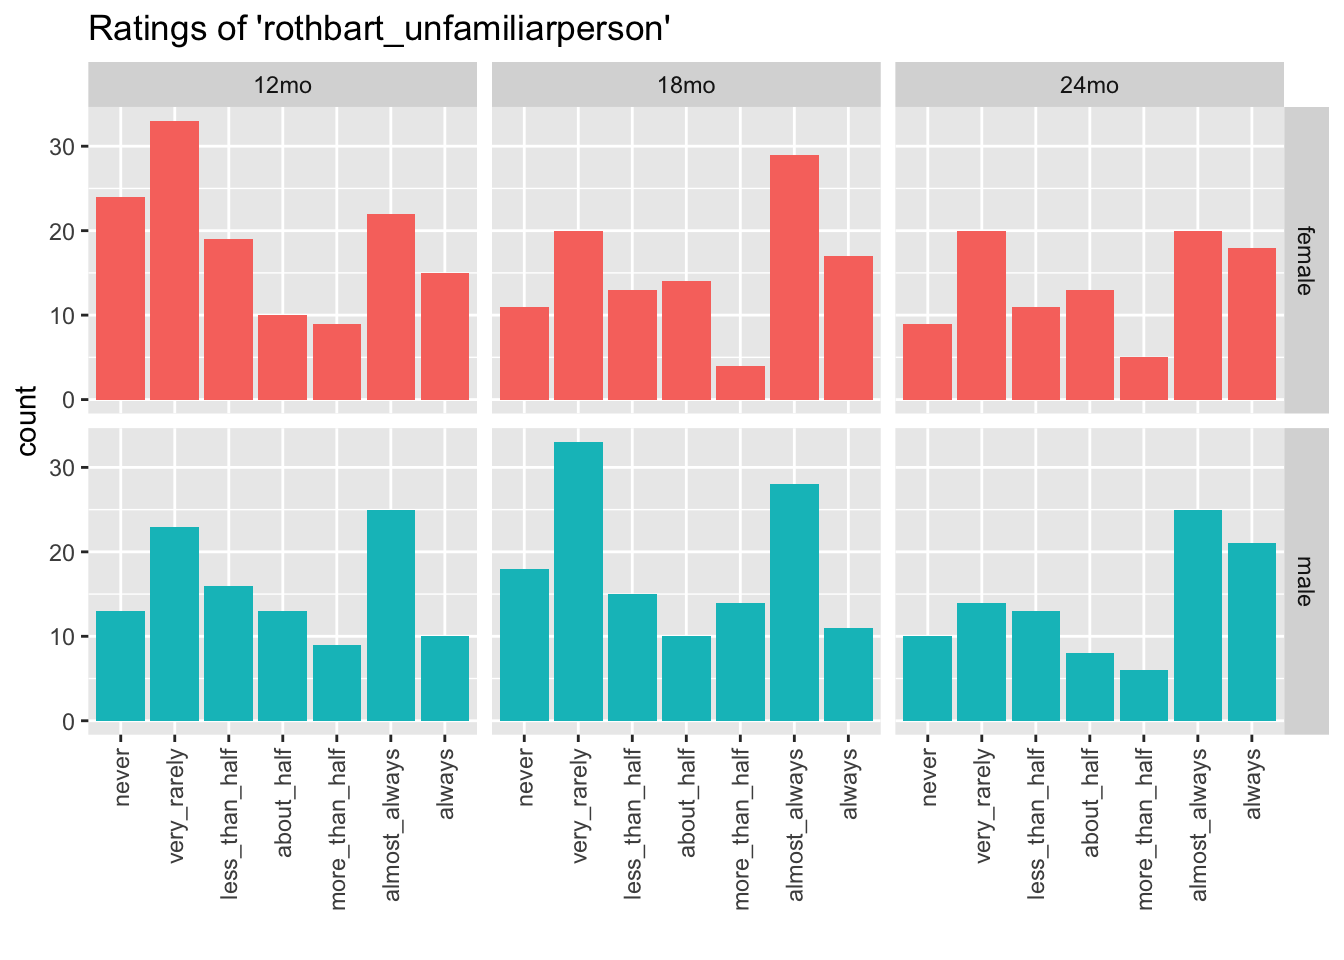 Ratings of 'rothbart_unfamiliarperson'
12mo 18mo 24mo
30
20
10
0
female
count
30
20
10
0
male
never very_rarely less_than_half about_half more_than_half almost_always always never very_rarely less_than_half about_half more_than_half almost_always always never very_rarely less_than_half about_half more_than_half almost_always always